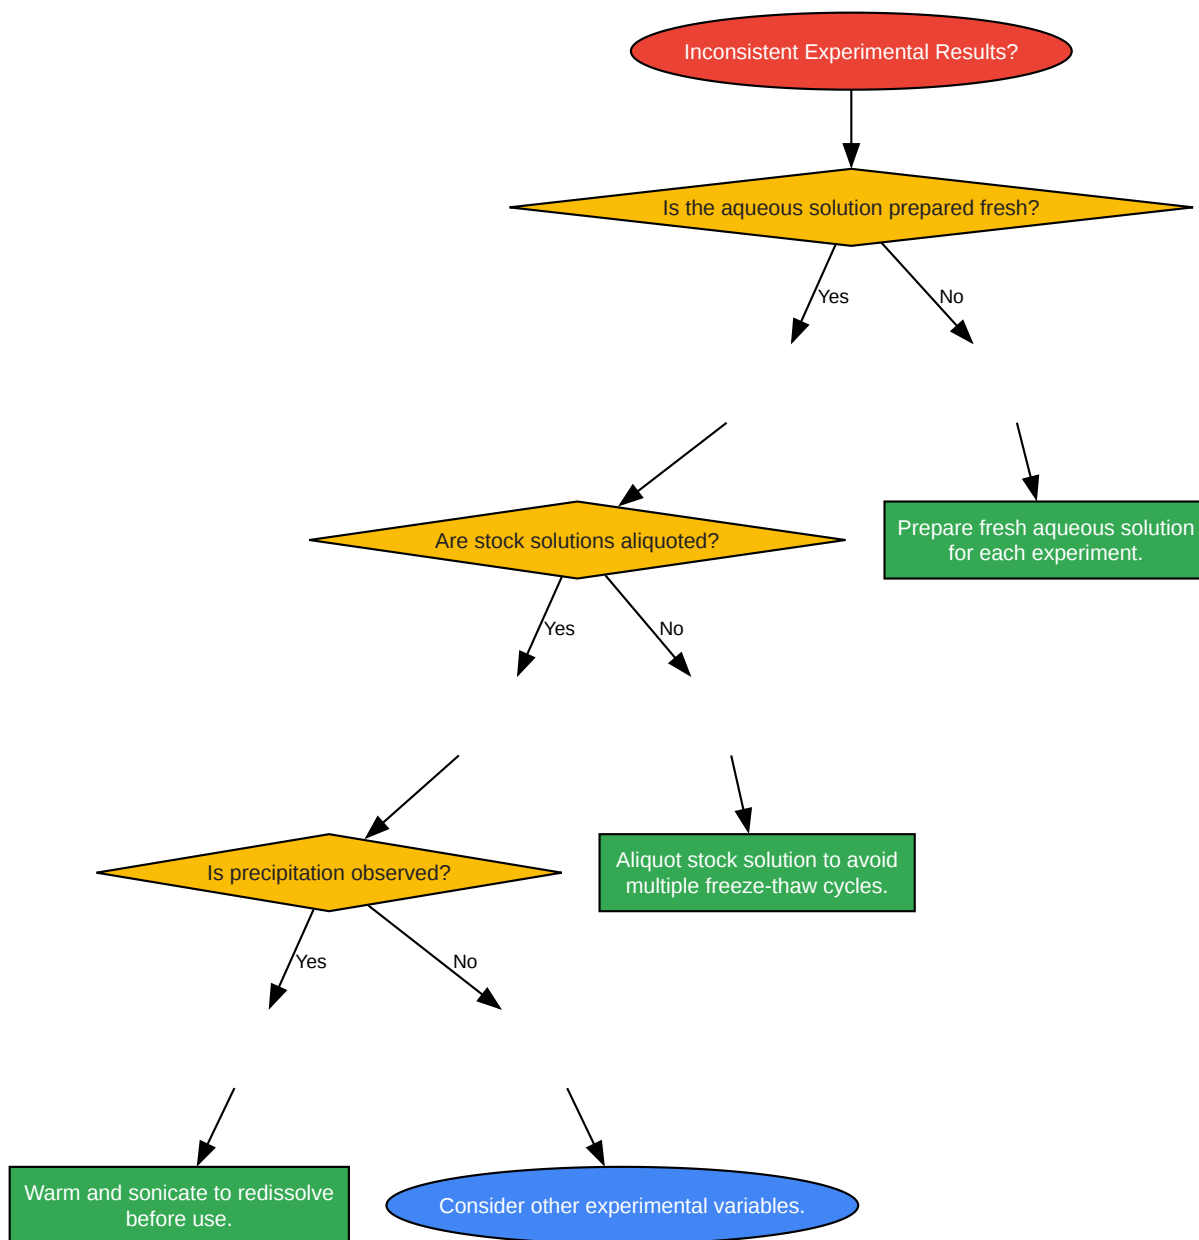 Inconsistent Experimental Results?
Is the aqueous solution prepared fresh?
Yes
No
Are stock solutions aliquoted?
Prepare fresh aqueous solution
for each experiment.
Yes
No
Is precipitation observed?
Aliquot stock solution to avoid
multiple freeze-thaw cycles.
Yes
No
Warm and sonicate to redissolve
before use.
Consider other experimental variables.